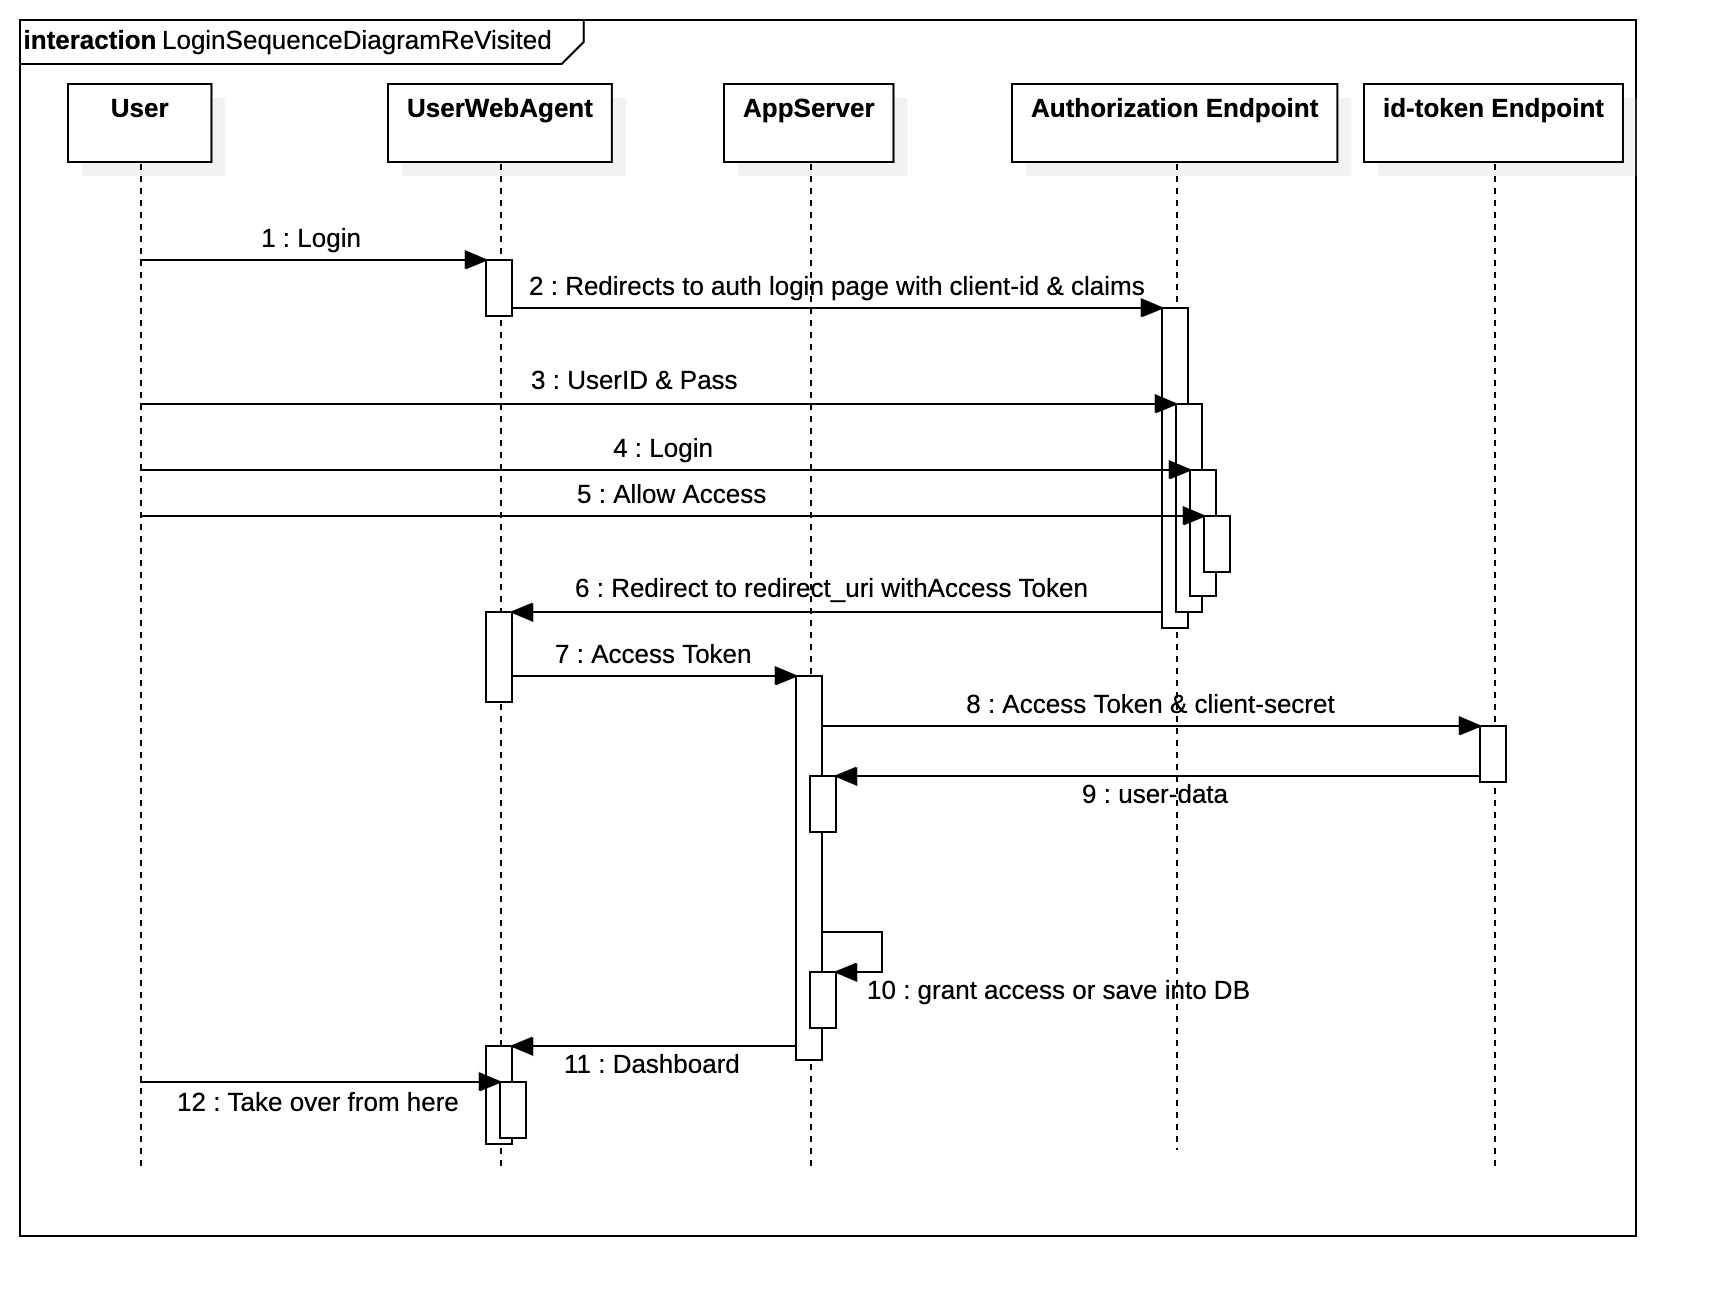 interaction LoginSequenceDiagramReVisited
User
UserWebAgent
AppServer
Authorization Endpoint
id-token Endpoint
1 : Login
2 : Redirects to auth login page with client-id & claims
3 : UserID & Pass
4 : Login
5 : Allow Access
6 : Redirect to redirect_uri withAccess Token
7 : Access Token
8 : Access Token & client-secret
9 : user-data
10 : grant access or save into DB
11 : Dashboard
12 : Take over from here